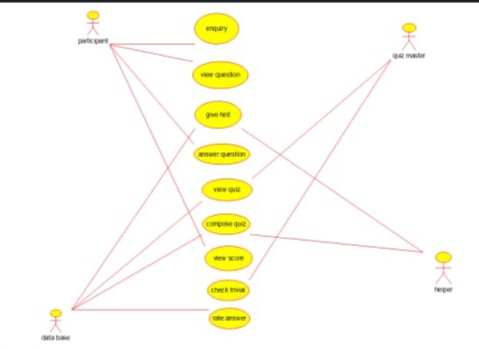 participant
enquiry
quiz master
view question
give hint
answer question
view quiz
compose quiz
view score
helper
check trivial
rate answer
data base